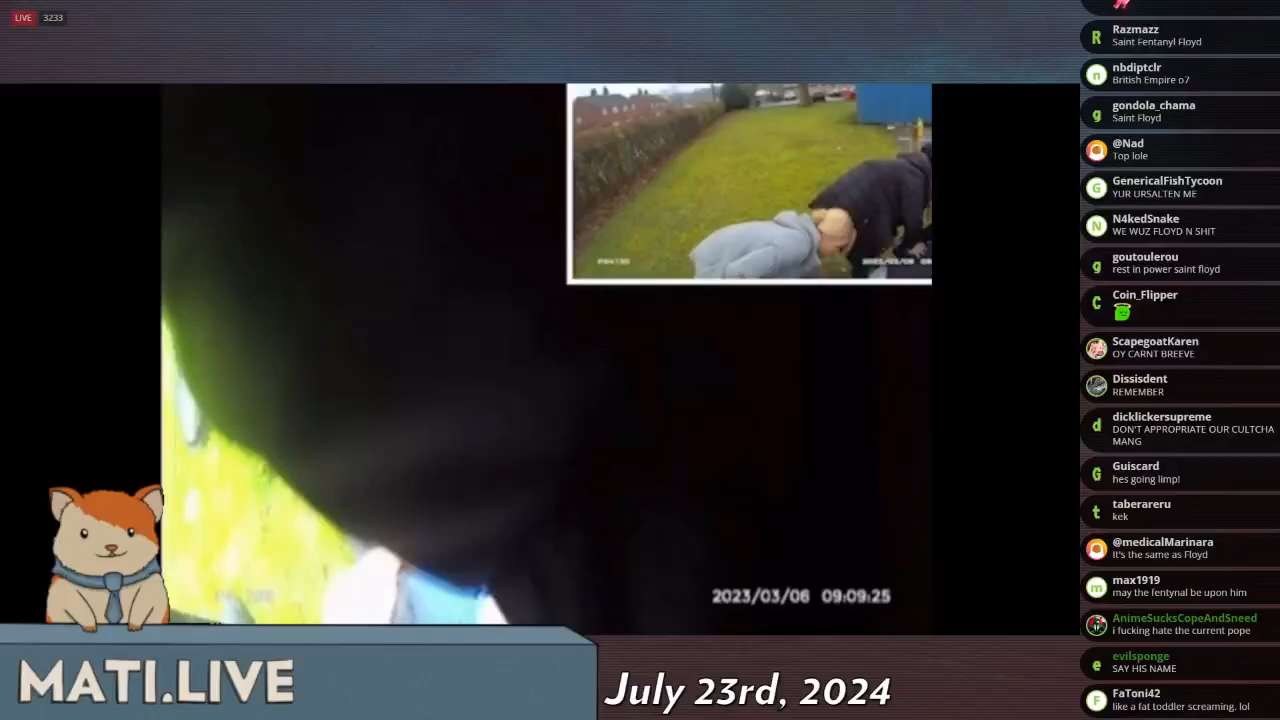 LIVE 3233
Razmazz
Saint Fentanyl Floyd
nbdiptclr
British Empire o7
gondola_chama
Saint Floyd
@Nad
Top lole
GenericalFishTycoon
YUR URSALTEN ME
N4kedSnake
WE WUZ FLOYD N SHIT
goutoulerou
rest in power saint floyd
Coin_Flipper
ScapegoatKaren
OY CARNT BREEVE
Dissisdent
REMEMBER
dicklickersupreme
DON'T APPROPRIATE OUR CULTCHA
MANG
Guiscard
hes going limp!
taberareru
kek
@medicalMarinara
It's the same as Floyd
max1919
may the fentynal be upon him
AnimeSucksCopeAndSneed
i fucking hate the current pope
evilsponge
SAY HIS NAME
FaToni42
like a fat toddler screaming. lol
2023/03/06 09:09:25
MATI.LIVE
July 23rd, 2024